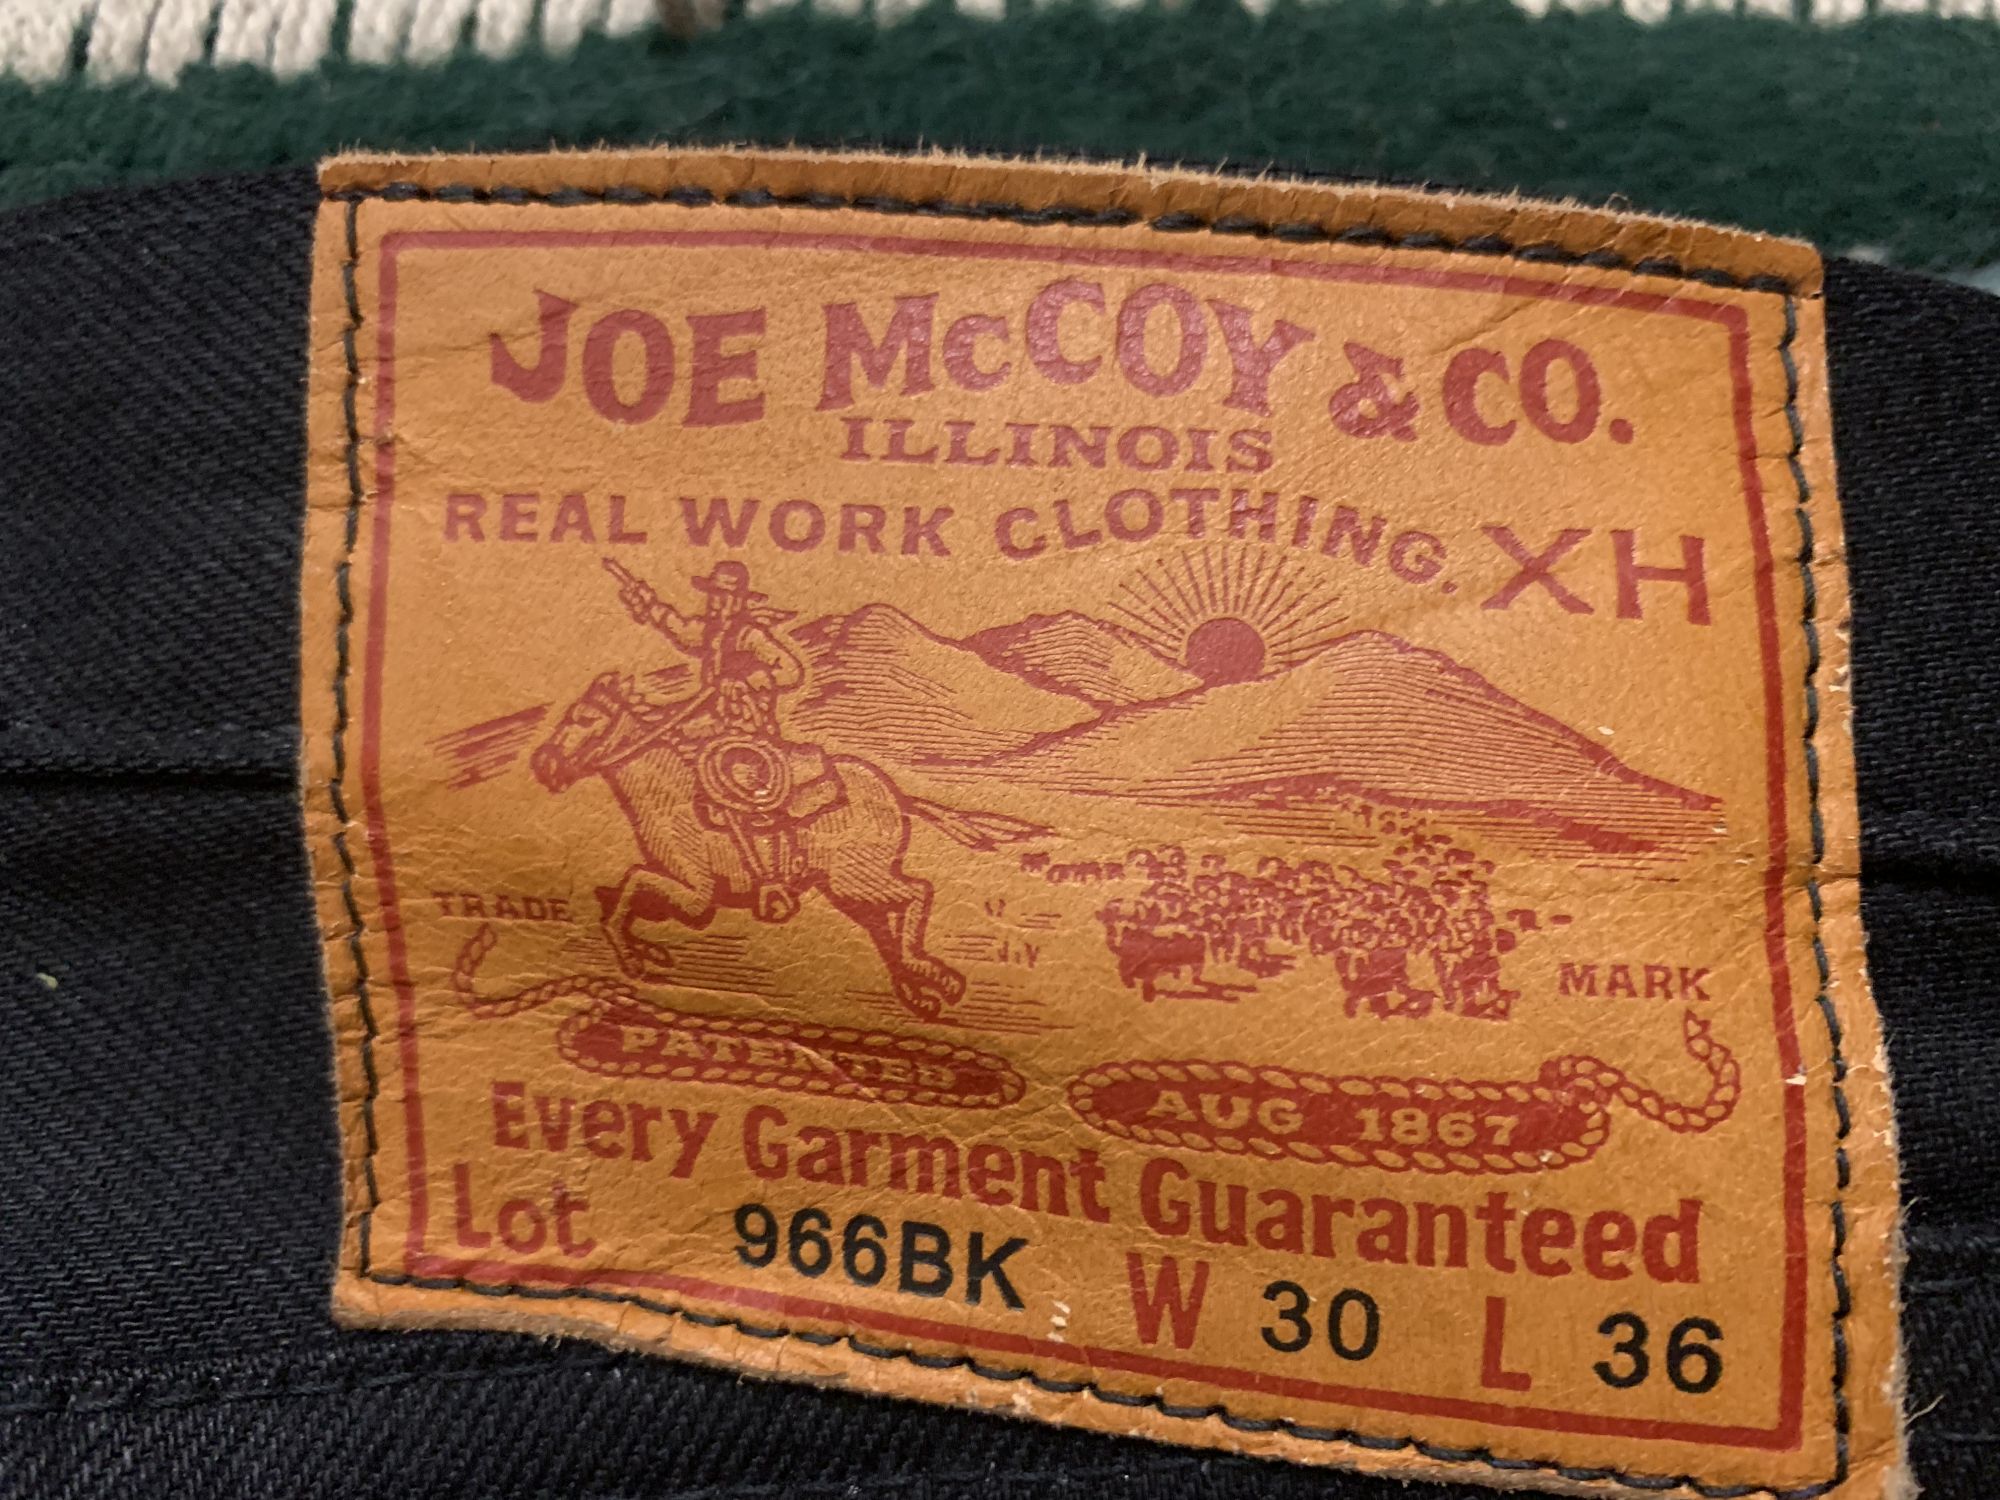 JOE McCOY & CO.
ILLINOIS
REAL WORK CLOTHING. XH
TRADE MARK
J.V
PATENTED
AUG 1867
Every Garment Guaranteed
Lot 966BK W 30 L 36